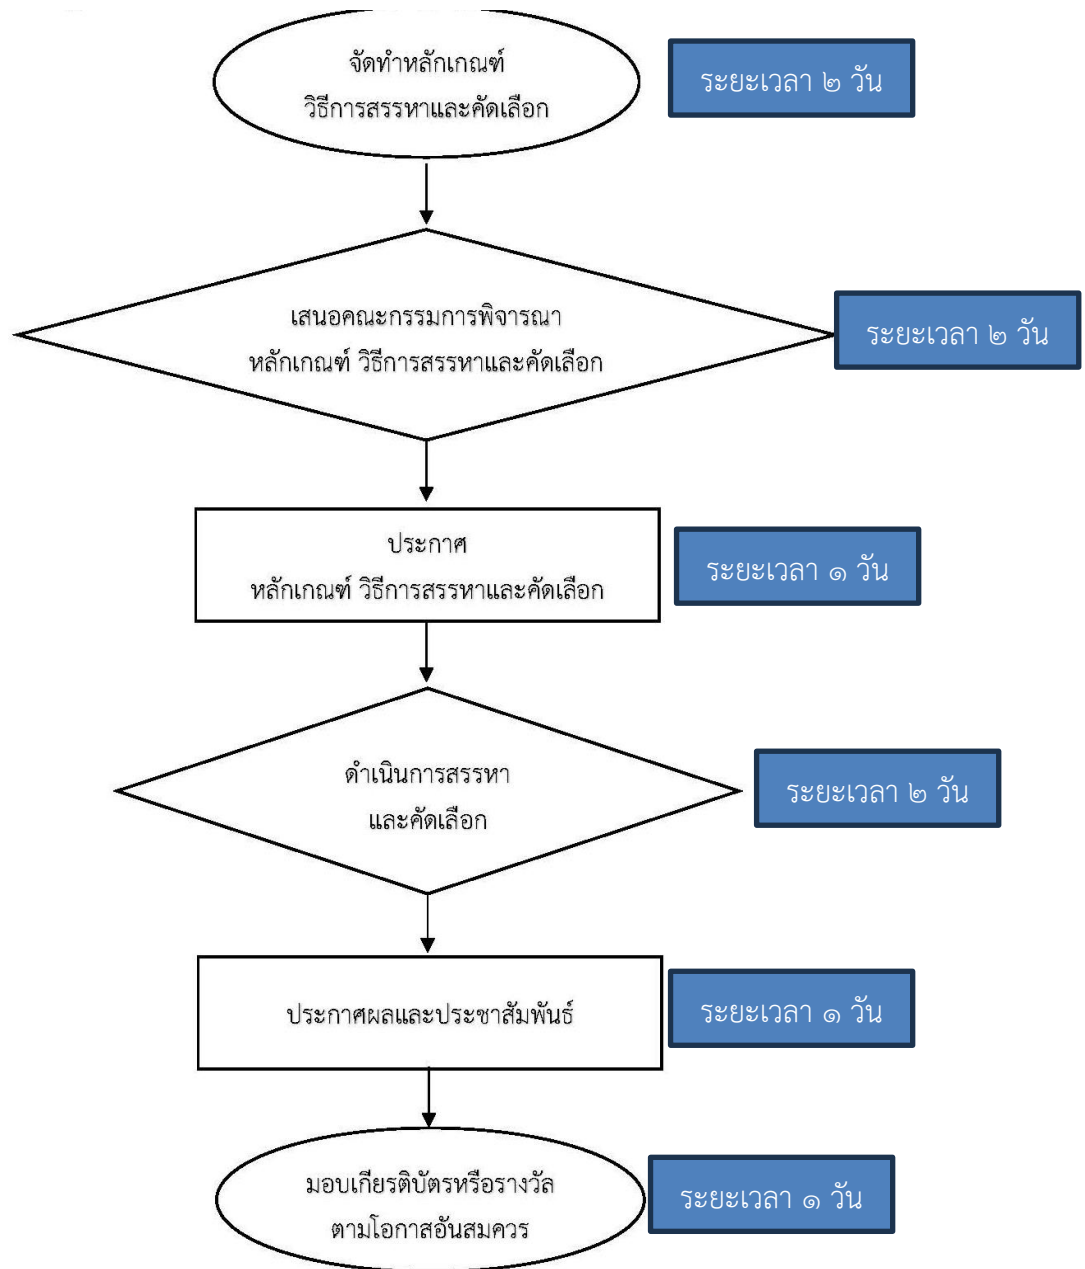 จัดทำหลักเกณฑ์
วิธีการสรรหาและคัดเลือก
ระยะเวลา ๒ วัน
เสนอคณะกรรมการพิจารณา
หลักเกณฑ์ วิธีการสรรหาและคัดเลือก
ระยะเวลา ๒ วัน
ประกาศ
หลักเกณฑ์ วิธีการสรรหาและคัดเลือก
ระยะเวลา ๑ วัน
ดำเนินการสรรหา
และคัดเลือก
ระยะเวลา ๒ วัน
ประกาศผลและประชาสัมพันธ์
ระยะเวลา ๑ วัน
มอบเกียรติบัตรหรือรางวัล
ตามโอกาสอันสมควร
ระยะเวลา ๑ วัน